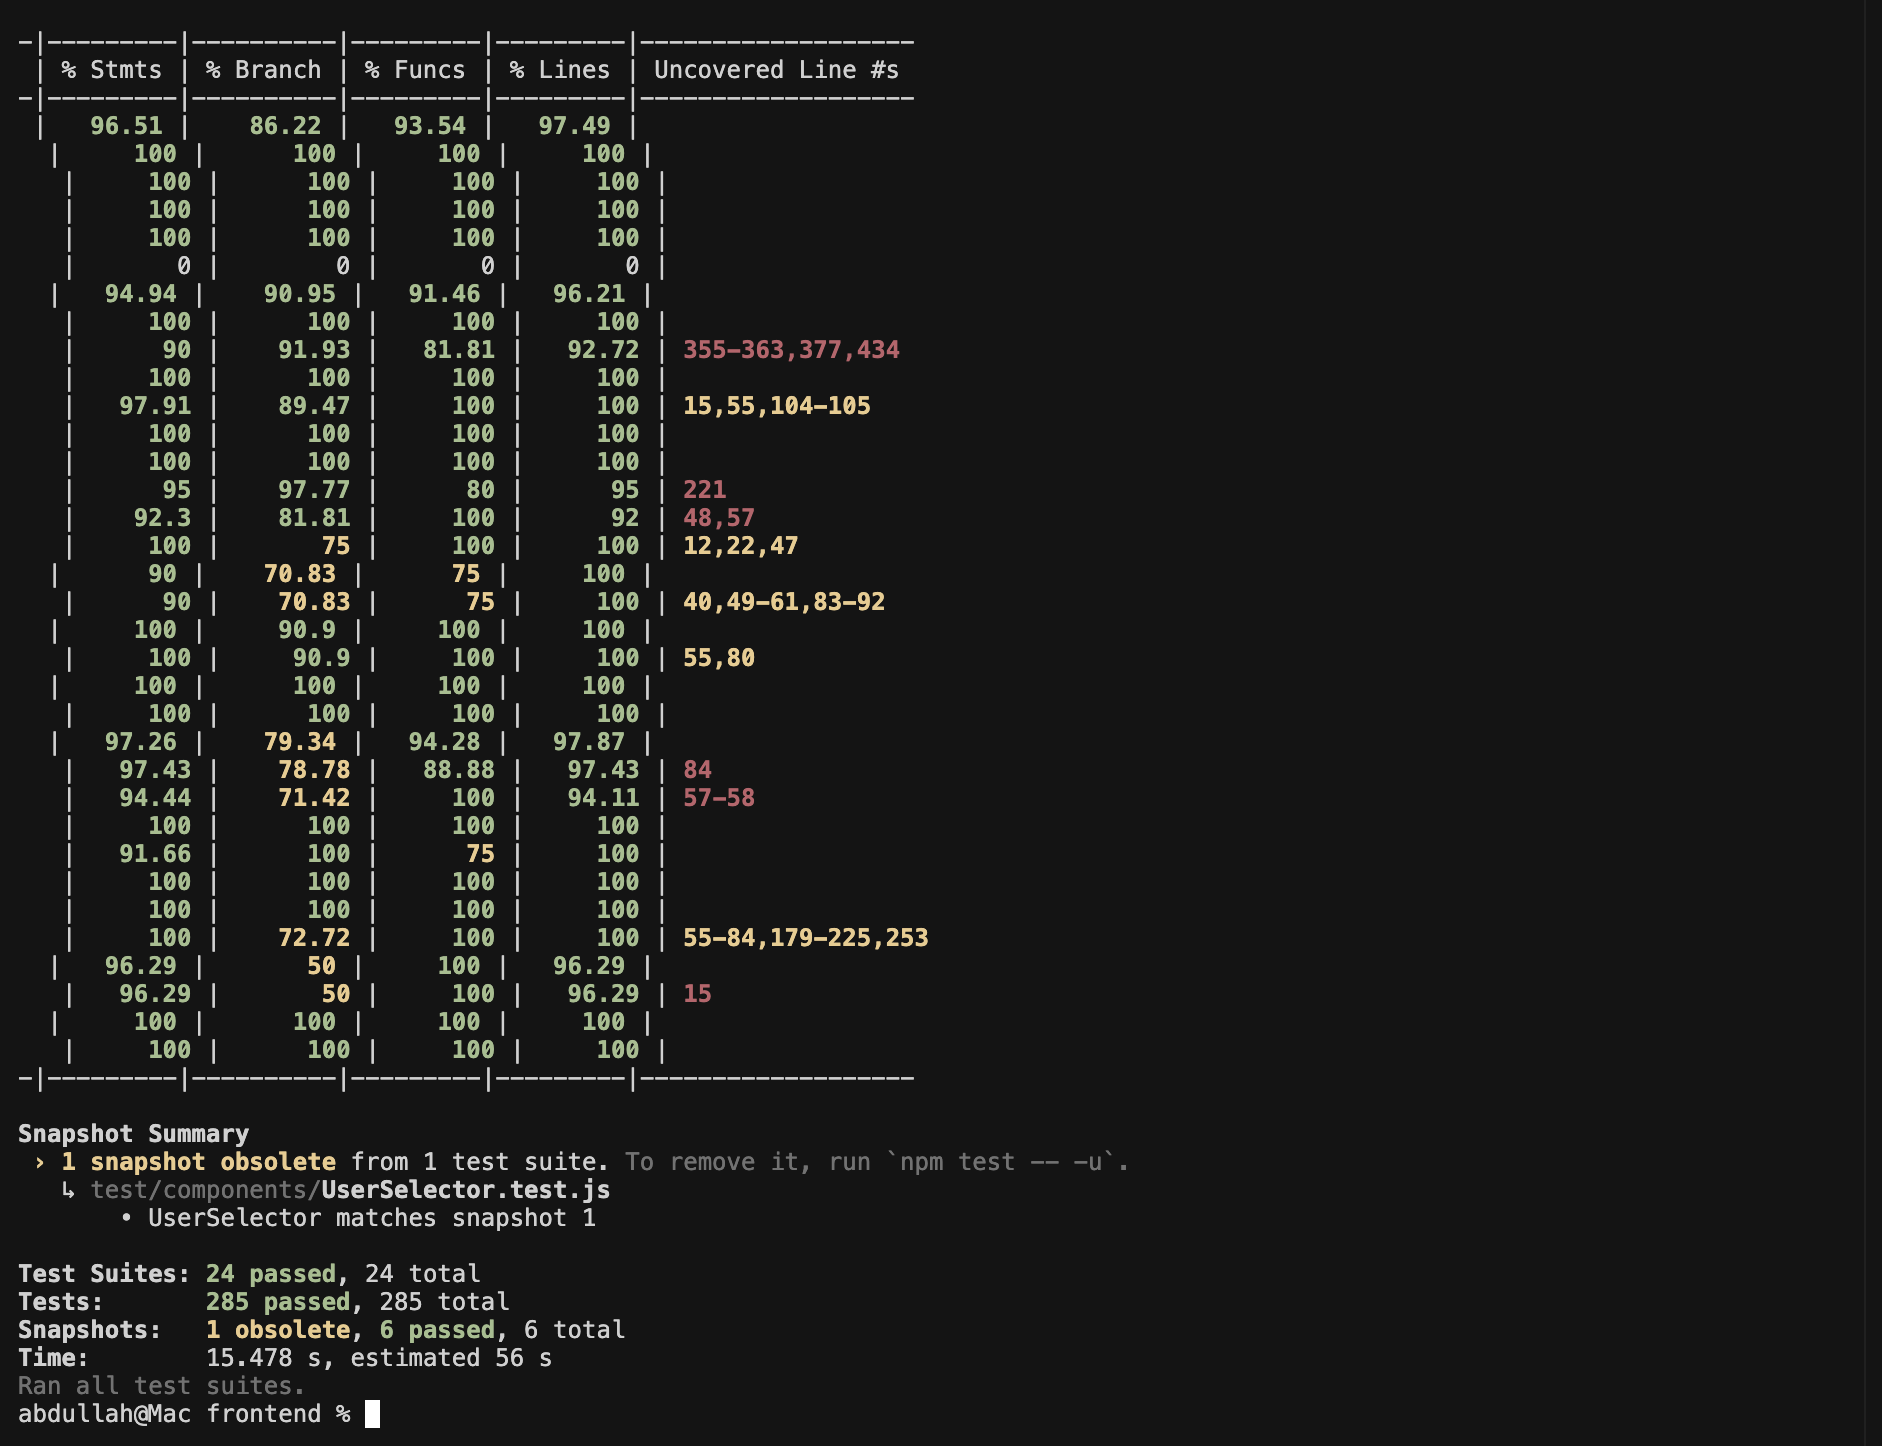 -|---------|----------|---------|---------|-------------------
 | % Stmts | % Branch | % Funcs | % Lines | Uncovered Line #s
-|---------|----------|---------|---------|-------------------
 |   96.51 |    86.22 |   93.54 |   97.49 |
  |     100 |      100 |     100 |     100 |
   |     100 |      100 |     100 |     100 |
   |     100 |      100 |     100 |     100 |
   |     100 |      100 |     100 |     100 |
   |       0 |        0 |       0 |       0 |
  |   94.94 |    90.95 |   91.46 |   96.21 |
   |     100 |      100 |     100 |     100 |
   |      90 |    91.93 |   81.81 |   92.72 | 355-363,377,434
   |     100 |      100 |     100 |     100 |
   |   97.91 |    89.47 |     100 |     100 | 15,55,104-105
   |     100 |      100 |     100 |     100 |
   |     100 |      100 |     100 |     100 |
   |      95 |    97.77 |      80 |      95 | 221
   |    92.3 |    81.81 |     100 |      92 | 48,57
   |     100 |       75 |     100 |     100 | 12,22,47
  |      90 |    70.83 |      75 |     100 |
   |      90 |    70.83 |      75 |     100 | 40,49-61,83-92
  |     100 |     90.9 |     100 |     100 |
   |     100 |     90.9 |     100 |     100 | 55,80
  |     100 |      100 |     100 |     100 |
   |     100 |      100 |     100 |     100 |
  |   97.26 |    79.34 |   94.28 |   97.87 |
   |   97.43 |    78.78 |   88.88 |   97.43 | 84
   |   94.44 |    71.42 |     100 |   94.11 | 57-58
   |     100 |      100 |     100 |     100 |
   |   91.66 |      100 |      75 |     100 |
   |     100 |      100 |     100 |     100 |
   |     100 |      100 |     100 |     100 |
   |     100 |    72.72 |     100 |     100 | 55-84,179-225,253
  |   96.29 |       50 |     100 |   96.29 |
   |   96.29 |       50 |     100 |   96.29 | 15
  |     100 |      100 |     100 |     100 |
   |     100 |      100 |     100 |     100 |
-|---------|----------|---------|---------|-------------------
Snapshot Summary
 › 1 snapshot obsolete from 1 test suite. To remove it, run `npm test -- -u`.
   ↳ test/components/UserSelector.test.js
       • UserSelector matches snapshot 1
Test Suites: 24 passed, 24 total
Tests:       285 passed, 285 total
Snapshots:   1 obsolete, 6 passed, 6 total
Time:        15.478 s, estimated 56 s
Ran all test suites.
abdullah@Mac frontend %